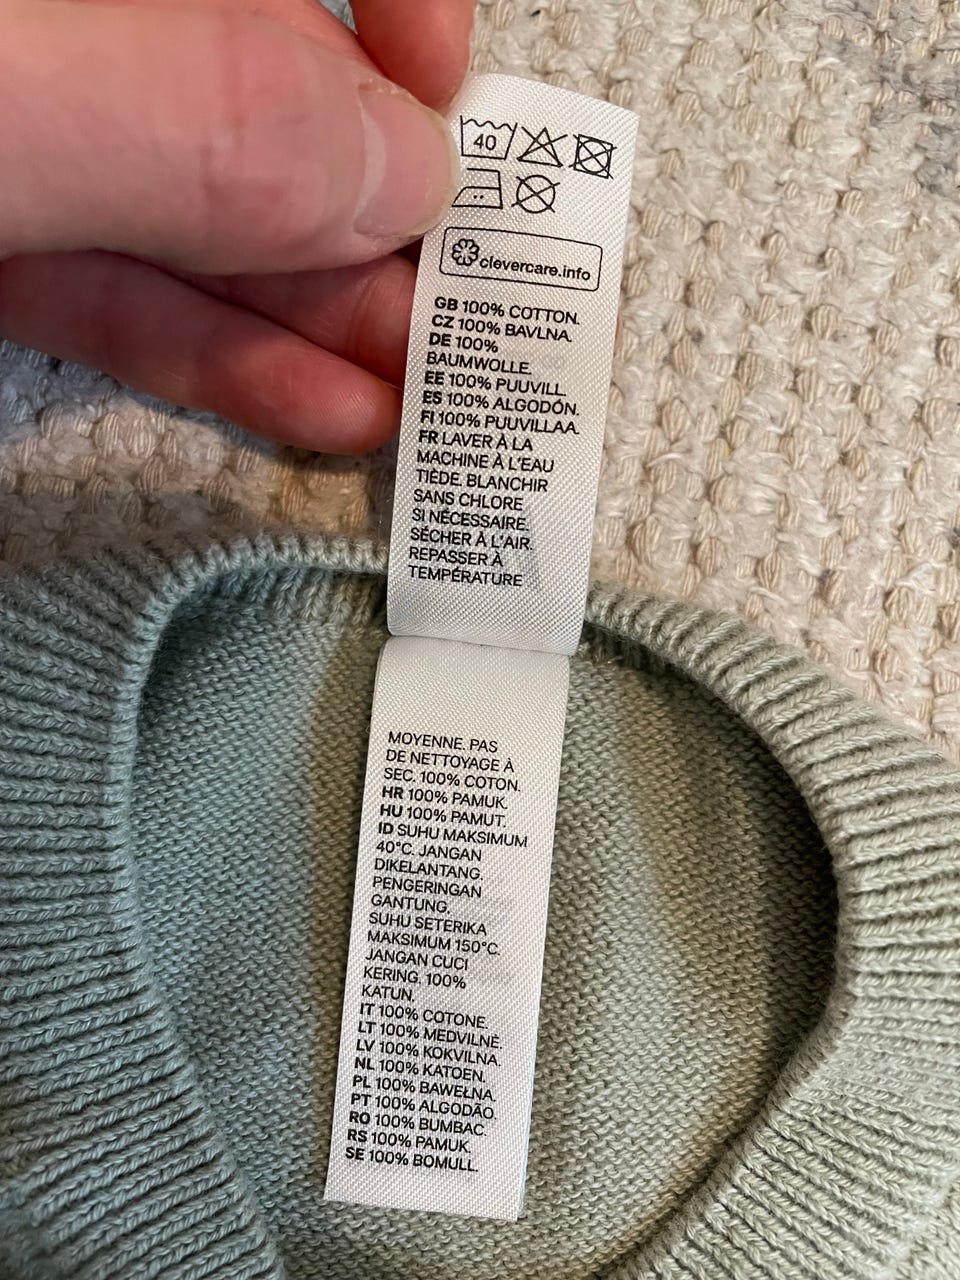 40
clevercare.info
GB 100% COTTON.
CZ 100% BAVLNA.
DE 100%
BAUMWOLLE.
EE 100% PUUVILL.
ES 100% ALGODÓN.
FI 100% PUUVILLAA.
FR LAVER À LA
MACHINE À L'EAU
TIÈDE. BLANCHIR
SANS CHLORE
SI NÉCESSAIRE.
SÉCHER À L'AIR.
REPASSER À
TEMPÉRATURE
MOYENNE. PAS
DE NETTOYAGE À
SEC. 100% COTON.
HR 100% PAMUK.
HU 100% PAMUT.
ID SUHU MAKSIMUM
40°C. JANGAN
DIKELANTANG.
PENGERINGAN
GANTUNG.
SUHU SETERIKA
MAKSIMUM 150°C.
JANGAN CUCI
KERING. 100%
KATUN.
IT 100% COTONE.
LT 100% MEDVILNĖ.
LV 100% KOKVILNA.
NL 100% KATOEN.
PL 100% BAWEŁNA.
PT 100% ALGODÃO.
RO 100% BUMBAC.
RS 100% PAMUK.
SE 100% BOMULL.